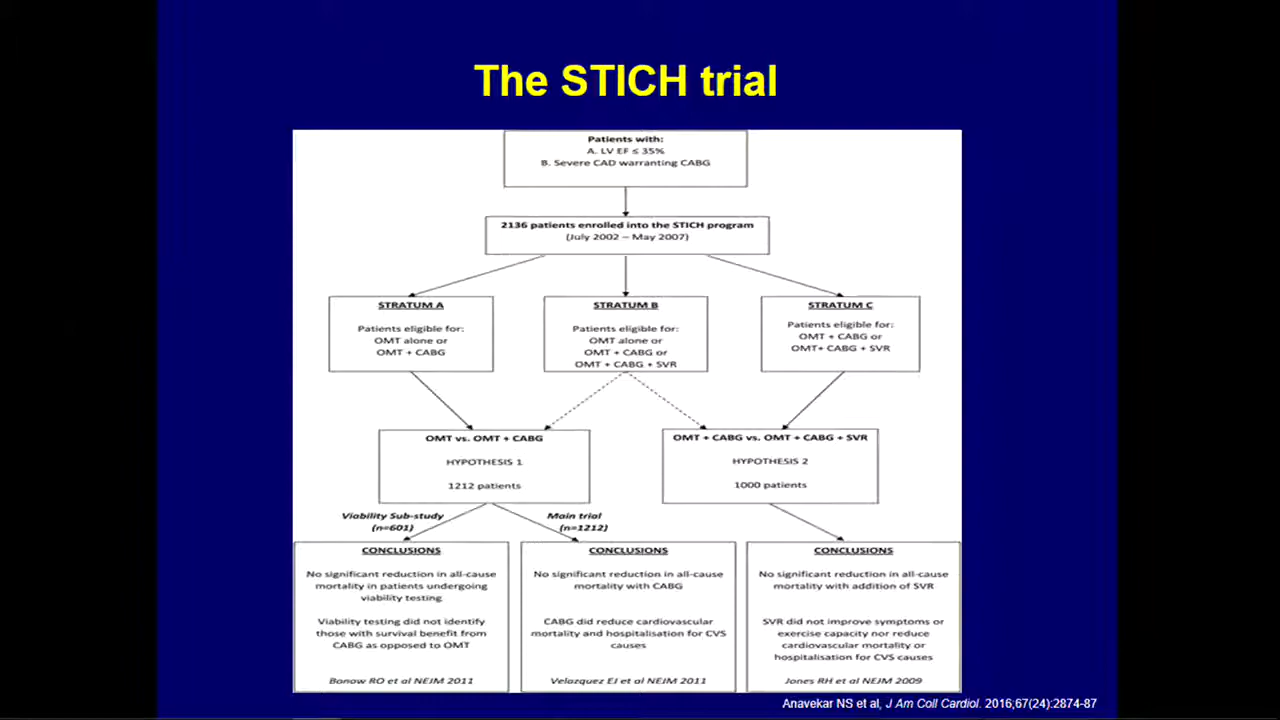 The STICH trial
Patients with:
A. LV EF ≤ 35%
B. Severe CAD warranting CABG
2136 patients enrolled into the STICH program
(July 2002 – May 2007)
STRATUM A
Patients eligible for:
OMT alone or
OMT + CABG
STRATUM B
Patients eligible for:
OMT alone or
OMT + CABG or
OMT + CABG + SVR
STRATUM C
Patients eligible for:
OMT + CABG or
OMT+ CABG + SVR
OMT vs. OMT + CABG
HYPOTHESIS 1
1212 patients
OMT + CABG vs. OMT + CABG + SVR
HYPOTHESIS 2
1000 patients
Viability Sub-study
(n=601)
Main trial
(n=1212)
CONCLUSIONS
No significant reduction in all-cause
mortality in patients undergoing
viability testing
Viability testing did not identify
those with survival benefit from
CABG as opposed to OMT
Bonow RO et al NEJM 2011
CONCLUSIONS
No significant reduction in all-cause
mortality with CABG
CABG did reduce cardiovascular
mortality and hospitalisation for CVS
causes
Velazquez EJ et al NEJM 2011
CONCLUSIONS
No significant reduction in all-cause
mortality with addition of SVR
SVR did not improve symptoms or
exercise capacity nor reduce
cardiovascular mortality or
hospitalisation for CVS causes
Jones RH et al NEJM 2009
Anavekar NS et al, J Am Coll Cardiol. 2016;67(24):2874-87